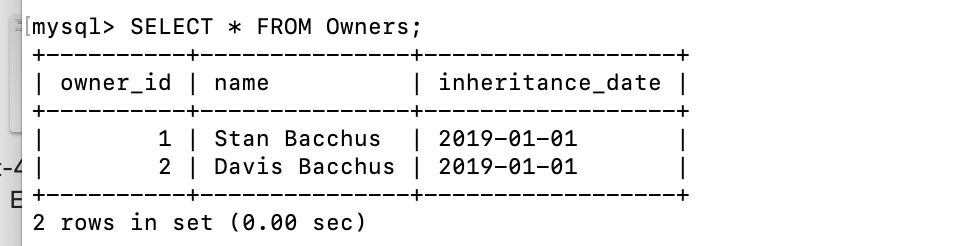 [mysql> SELECT * FROM Owners;
+----------+---------------+------------------+
| owner_id | name          | inheritance_date |
+----------+---------------+------------------+
|        1 | Stan Bacchus  | 2019-01-01       |
|        2 | Davis Bacchus | 2019-01-01       |
+----------+---------------+------------------+
2 rows in set (0.00 sec)